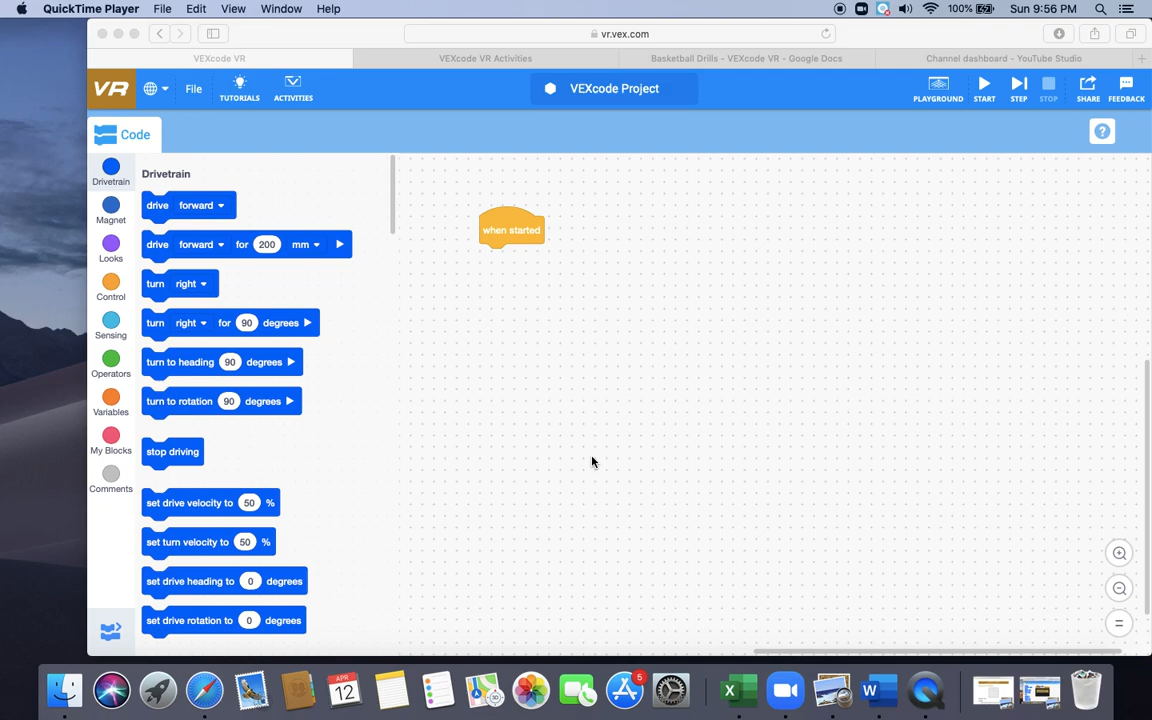 QuickTime Player File Edit View Window Help 100% Sun 9:56 PM
vr.vex.com
VEXcode VR VEXcode VR Activities Basketball Drills - VEXcode VR - Google Docs Channel dashboard - YouTube Studio
VR File TUTORIALS ACTIVITIES VEXcode Project PLAYGROUND START STEP STOP SHARE FEEDBACK
Code ?
Drivetrain
Magnet
Looks
Control
Sensing
Operators
Variables
My Blocks
Comments
Drivetrain
drive forward
drive forward for 200 mm
turn right
turn right for 90 degrees
turn to heading 90 degrees
turn to rotation 90 degrees
stop driving
set drive velocity to 50 %
set turn velocity to 50 %
set drive heading to 0 degrees
set drive rotation to 0 degrees
when started
APR
12
3D
5
X
W